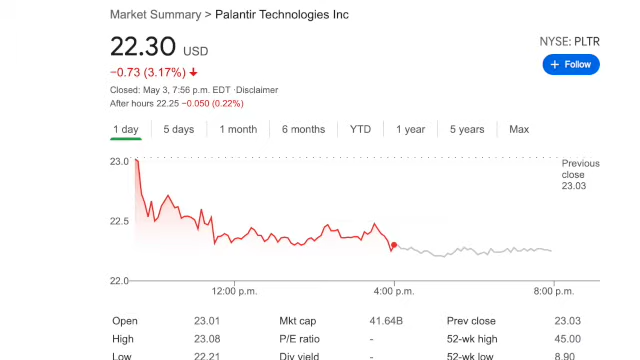 Market Summary > Palantir Technologies Inc
22.30 USD
NYSE: PLTR
−0.73 (3.17%)
+ Follow
Closed: May 3, 7:56 p.m. EDT ·Disclaimer
After hours 22.25 −0.050 (0.22%)
1 day 5 days 1 month 6 months YTD 1 year 5 years Max
23.0
Previous
close
23.03
22.5
22.0
12:00 p.m. 4:00 p.m. 8:00 p.m.
Open 23.01 Mkt cap 41.64B Prev close 23.03
High 23.08 P/E ratio - 52-wk high 45.00
Low 22.21 Div yield - 52-wk low 8.90